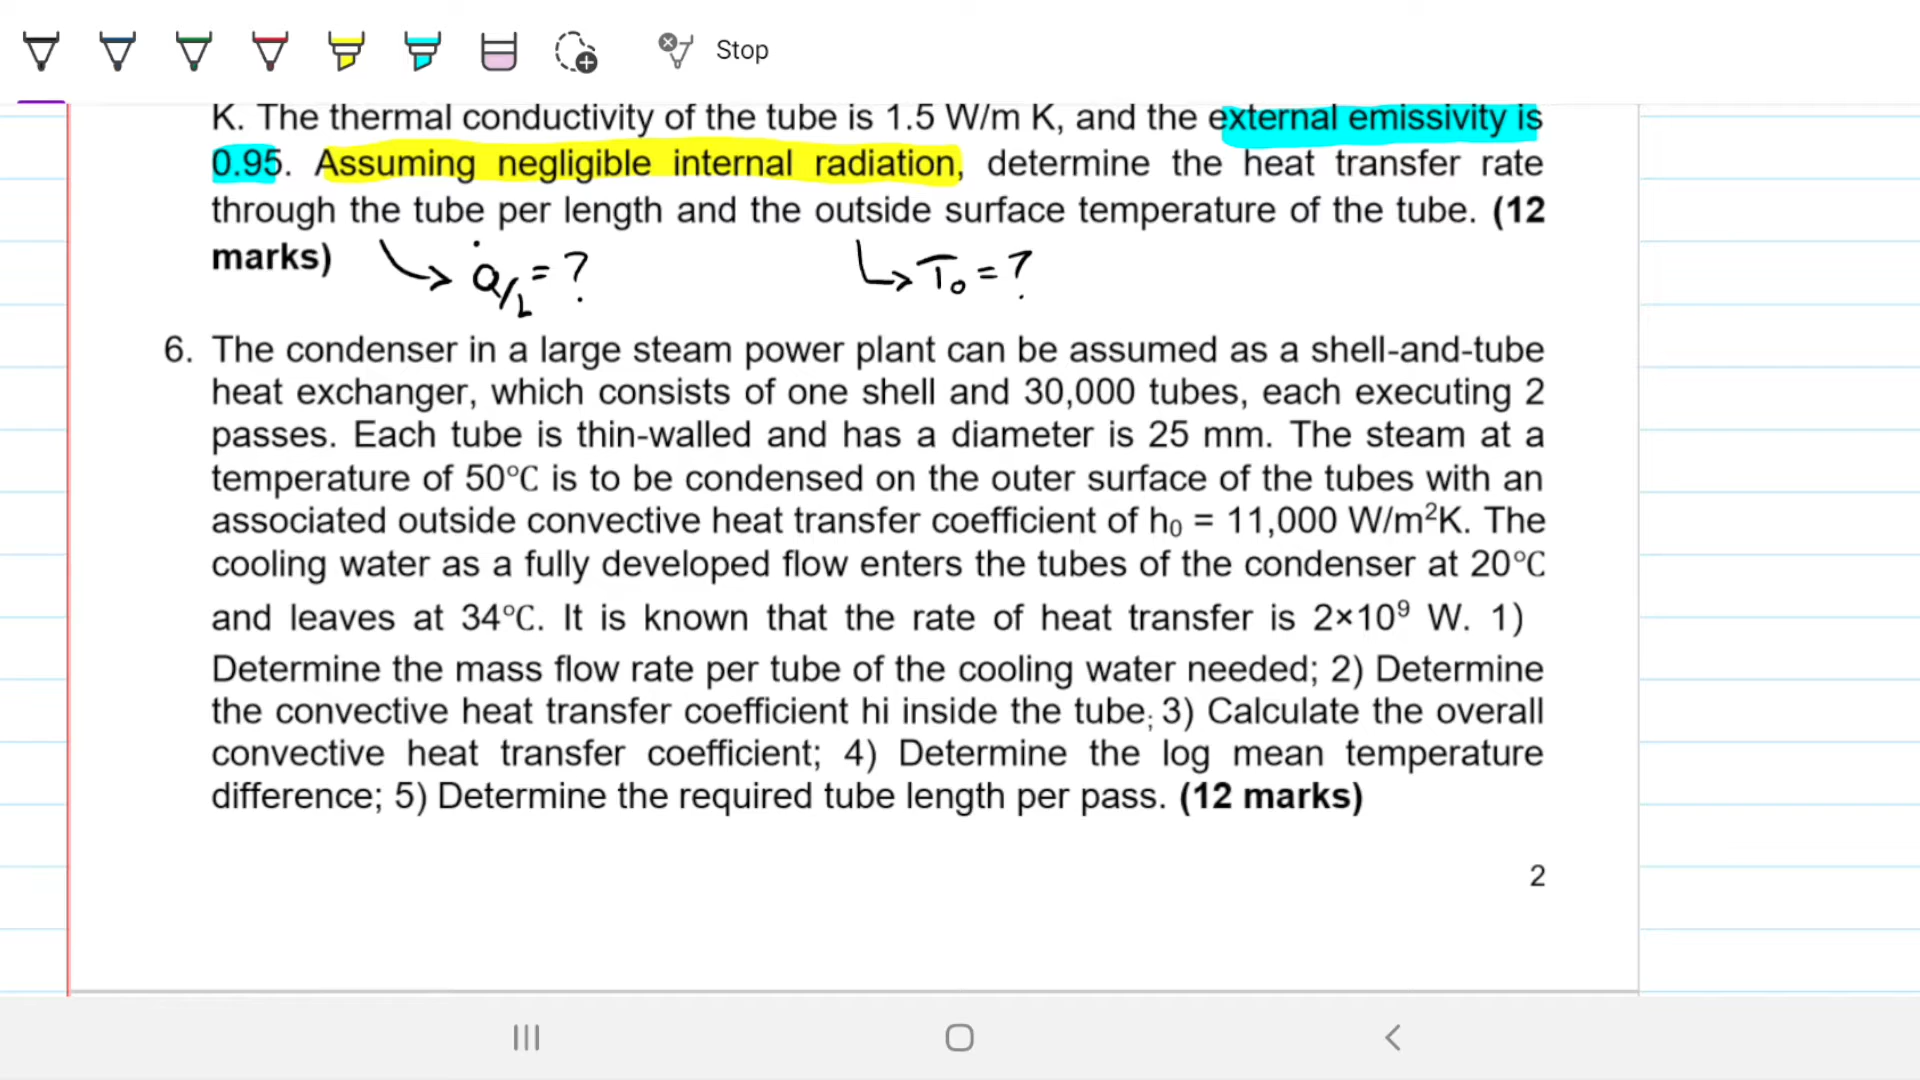 Stop
K. The thermal conductivity of the tube is 1.5 W/m K, and the external emissivity is
0.95. Assuming negligible internal radiation, determine the heat transfer rate
through the tube per length and the outside surface temperature of the tube. (12
marks) Q̇/L = ? T₀ = ?
6. The condenser in a large steam power plant can be assumed as a shell-and-tube
heat exchanger, which consists of one shell and 30,000 tubes, each executing 2
passes. Each tube is thin-walled and has a diameter is 25 mm. The steam at a
temperature of 50℃ is to be condensed on the outer surface of the tubes with an
associated outside convective heat transfer coefficient of h₀ = 11,000 W/m²K. The
cooling water as a fully developed flow enters the tubes of the condenser at 20℃
and leaves at 34℃. It is known that the rate of heat transfer is 2×10⁹ W. 1)
Determine the mass flow rate per tube of the cooling water needed; 2) Determine
the convective heat transfer coefficient hi inside the tube; 3) Calculate the overall
convective heat transfer coefficient; 4) Determine the log mean temperature
difference; 5) Determine the required tube length per pass. (12 marks)
2